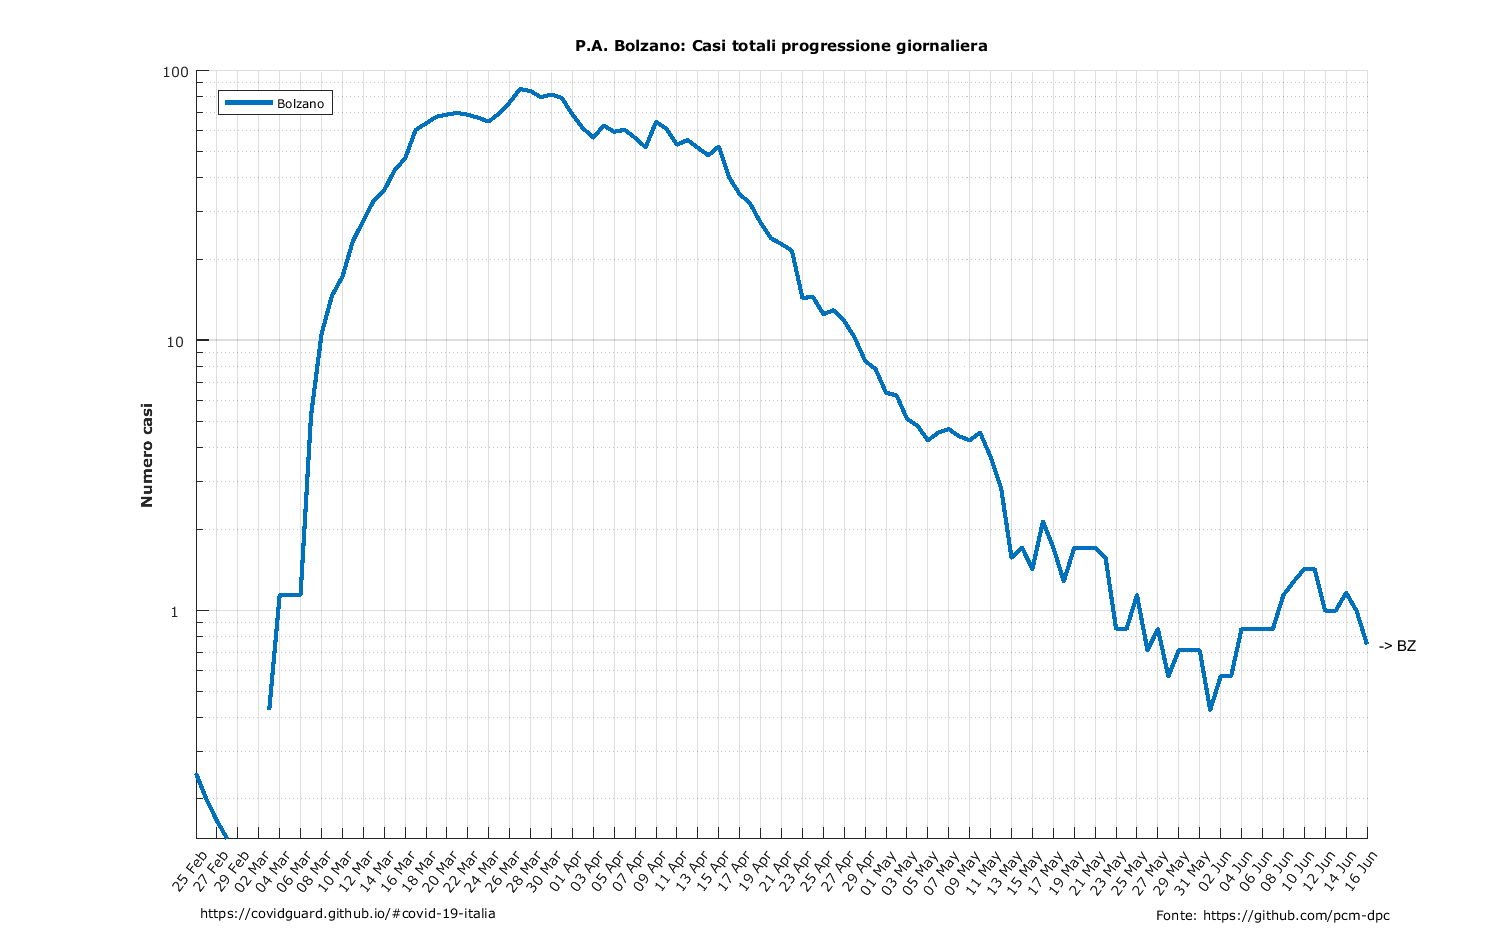 P.A. Bolzano: Casi totali progressione giornaliera
100
10
1
Numero casi
Bolzano
-> BZ
25 Feb
27 Feb
29 Feb
02 Mar
04 Mar
06 Mar
08 Mar
10 Mar
12 Mar
14 Mar
16 Mar
18 Mar
20 Mar
22 Mar
24 Mar
26 Mar
28 Mar
30 Mar
01 Apr
03 Apr
05 Apr
07 Apr
09 Apr
11 Apr
13 Apr
15 Apr
17 Apr
19 Apr
21 Apr
23 Apr
25 Apr
27 Apr
29 Apr
01 May
03 May
05 May
07 May
09 May
11 May
13 May
15 May
17 May
19 May
21 May
23 May
25 May
27 May
29 May
31 May
02 Jun
04 Jun
06 Jun
08 Jun
10 Jun
12 Jun
14 Jun
16 Jun
https://covidguard.github.io/#covid-19-italia
Fonte: https://github.com/pcm-dpc